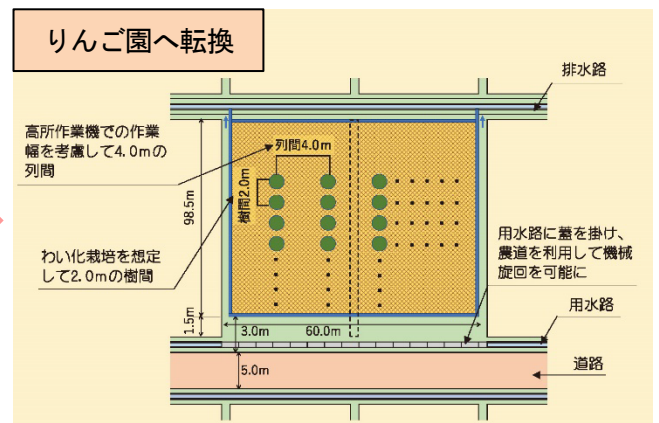 りんご園へ転換
排水路
高所作業機での作業
幅を考慮して4.0mの
列間
列間4.0m
樹間2.0m
98.5m
わい化栽培を想定
して2.0mの樹間
用水路に蓋を掛け、
農道を利用して機械
旋回を可能に
用水路
1.5m
3.0m
60.0m
道路
5.0m